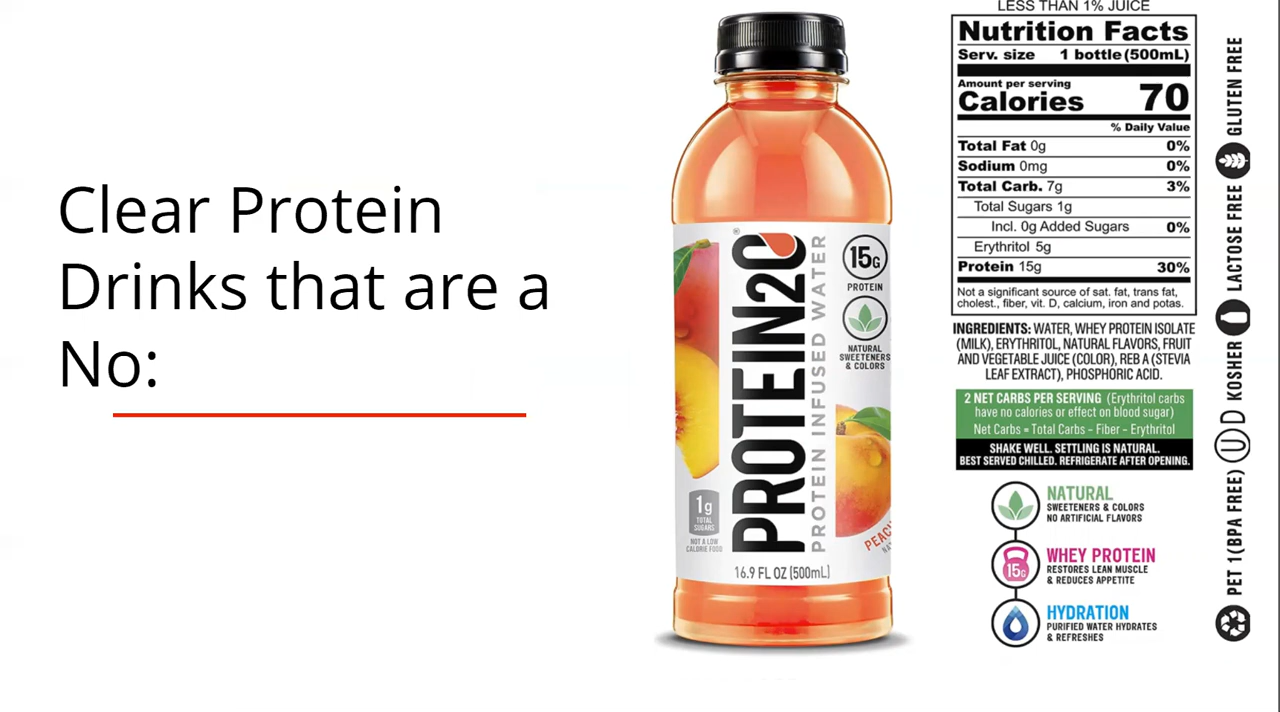 Clear Protein
Drinks that are a
No:
PROTEIN2O
®
PROTEIN INFUSED WATER
15G
PROTEIN
NATURAL
SWEETENERS
& COLORS
1g
TOTAL
SUGARS
NOT A LOW
CALORIE FOOD
PEACH
16.9 FL OZ (500mL)
LESS THAN 1% JUICE
Nutrition Facts
Serv. size 1 bottle (500mL)
Amount per serving
Calories 70
% Daily Value
Total Fat 0g 0%
Sodium 0mg 0%
Total Carb. 7g 3%
Total Sugars 1g
Incl. 0g Added Sugars 0%
Erythritol 5g
Protein 15g 30%
Not a significant source of sat. fat, trans fat,
cholest., fiber, vit. D, calcium, iron and potas.
INGREDIENTS: WATER, WHEY PROTEIN ISOLATE
(MILK), ERYTHRITOL, NATURAL FLAVORS, FRUIT
AND VEGETABLE JUICE (COLOR), REB A (STEVIA
LEAF EXTRACT), PHOSPHORIC ACID.
2 NET CARBS PER SERVING (Erythritol carbs
have no calories or effect on blood sugar)
Net Carbs = Total Carbs - Fiber - Erythritol
SHAKE WELL. SETTLING IS NATURAL.
BEST SERVED CHILLED. REFRIGERATE AFTER OPENING.
NATURAL
SWEETENERS & COLORS
NO ARTIFICIAL FLAVORS
15G
WHEY PROTEIN
RESTORES LEAN MUSCLE
& REDUCES APPETITE
HYDRATION
PURIFIED WATER HYDRATES
& REFRESHES
PET 1(BPA FREE) U D KOSHER LACTOSE FREE GLUTEN FREE